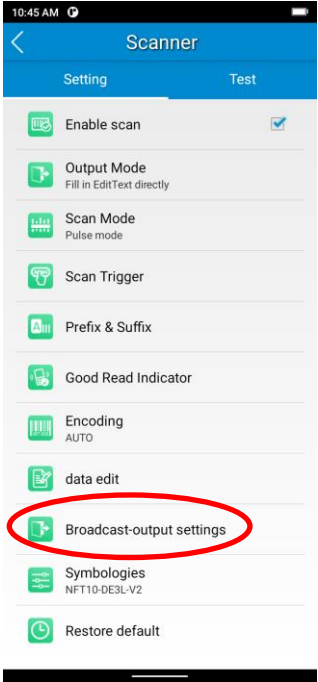 10:45 AM
Scanner
Setting Test
Enable scan
Output Mode
Fill in EditText directly
Scan Mode
Pulse mode
Scan Trigger
Prefix & Suffix
Good Read Indicator
Encoding
AUTO
data edit
Broadcast-output settings
Symbologies
NFT10-DE3L-V2
Restore default